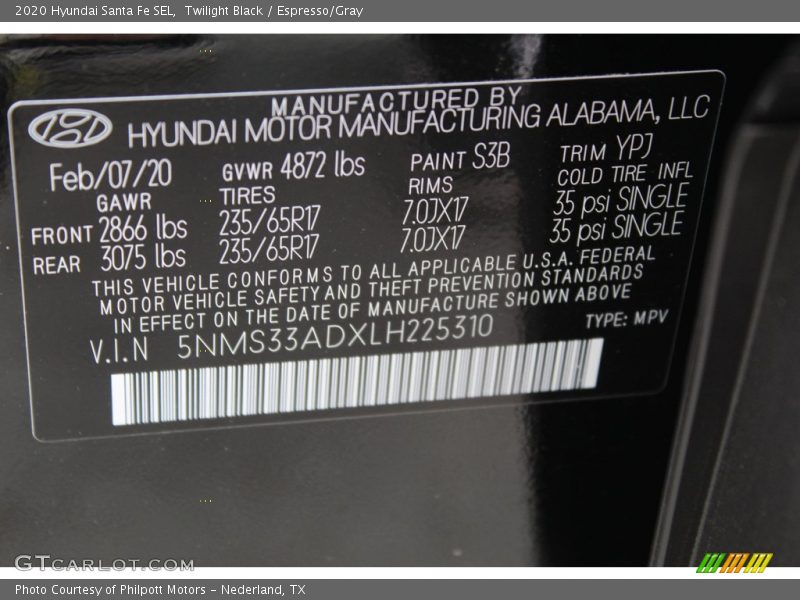 2020 Hyundai Santa Fe SEL, Twilight Black / Espresso/Gray
MANUFACTURED BY
HYUNDAI MOTOR MANUFACTURING ALABAMA, LLC
Feb/07/20 GVWR 4872 lbs PAINT S3B TRIM YPJ
GAWR TIRES RIMS COLD TIRE INFL
FRONT 2866 lbs 235/65R17 7.0JX17 35 psi SINGLE
REAR 3075 lbs 235/65R17 7.0JX17 35 psi SINGLE
THIS VEHICLE CONFORMS TO ALL APPLICABLE U.S.A. FEDERAL
MOTOR VEHICLE SAFETY AND THEFT PREVENTION STANDARDS
IN EFFECT ON THE DATE OF MANUFACTURE SHOWN ABOVE
V.I.N 5NMS33ADXLH225310 TYPE: MPV
GTCARLOT.COM
Photo Courtesy of Philpott Motors - Nederland, TX